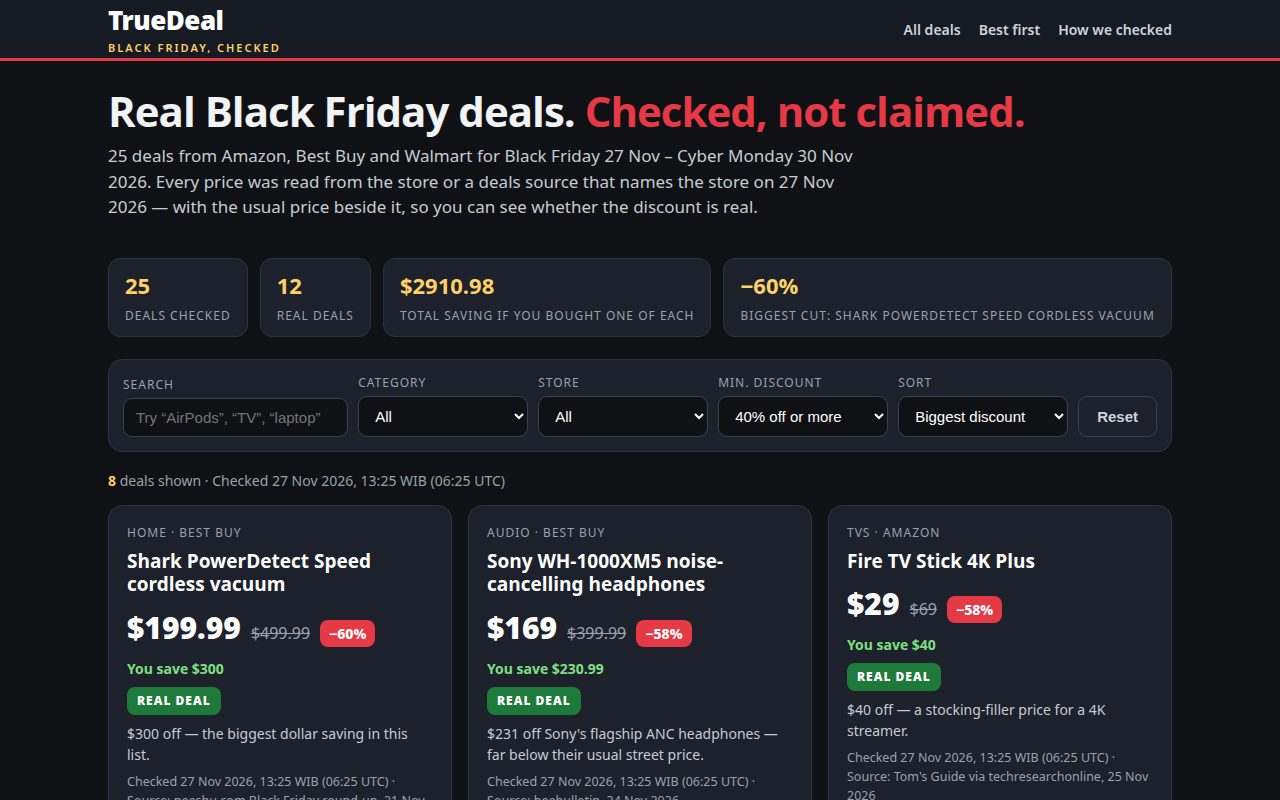 TrueDeal
BLACK FRIDAY, CHECKED
All deals Best first How we checked
Real Black Friday deals. Checked, not claimed.
25 deals from Amazon, Best Buy and Walmart for Black Friday 27 Nov – Cyber Monday 30 Nov
2026. Every price was read from the store or a deals source that names the store on 27 Nov
2026 — with the usual price beside it, so you can see whether the discount is real.
25
DEALS CHECKED
12
REAL DEALS
$2910.98
TOTAL SAVING IF YOU BOUGHT ONE OF EACH
−60%
BIGGEST CUT: SHARK POWERDETECT SPEED CORDLESS VACUUM
SEARCH
Try “AirPods”, “TV”, “laptop”
CATEGORY
All
STORE
All
MIN. DISCOUNT
40% off or more
SORT
Biggest discount
Reset
8 deals shown · Checked 27 Nov 2026, 13:25 WIB (06:25 UTC)
HOME · BEST BUY
Shark PowerDetect Speed
cordless vacuum
$199.99 $499.99 −60%
You save $300
REAL DEAL
$300 off — the biggest dollar saving in this
list.
Checked 27 Nov 2026, 13:25 WIB (06:25 UTC) ·
AUDIO · BEST BUY
Sony WH-1000XM5 noise-
cancelling headphones
$169 $399.99 −58%
You save $230.99
REAL DEAL
$231 off Sony's flagship ANC headphones —
far below their usual street price.
Checked 27 Nov 2026, 13:25 WIB (06:25 UTC) ·
TVS · AMAZON
Fire TV Stick 4K Plus
$29 $69 −58%
You save $40
REAL DEAL
$40 off — a stocking-filler price for a 4K
streamer.
Checked 27 Nov 2026, 13:25 WIB (06:25 UTC) ·
Source: Tom's Guide via techresearchonline, 25 Nov
2026